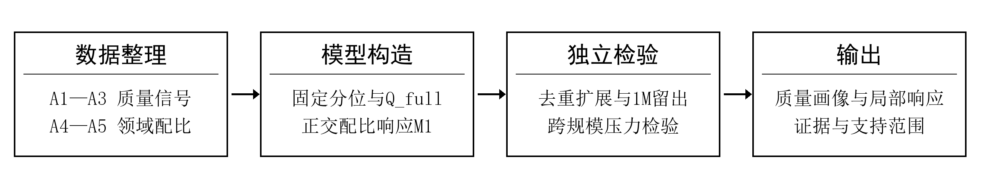 数据整理
A1—A3 质量信号
A4—A5 领域配比
模型构造
固定分位与Q_full
正交配比响应M1
独立检验
去重扩展与1M留出
跨规模压力检验
输出
质量画像与局部响应
证据与支持范围